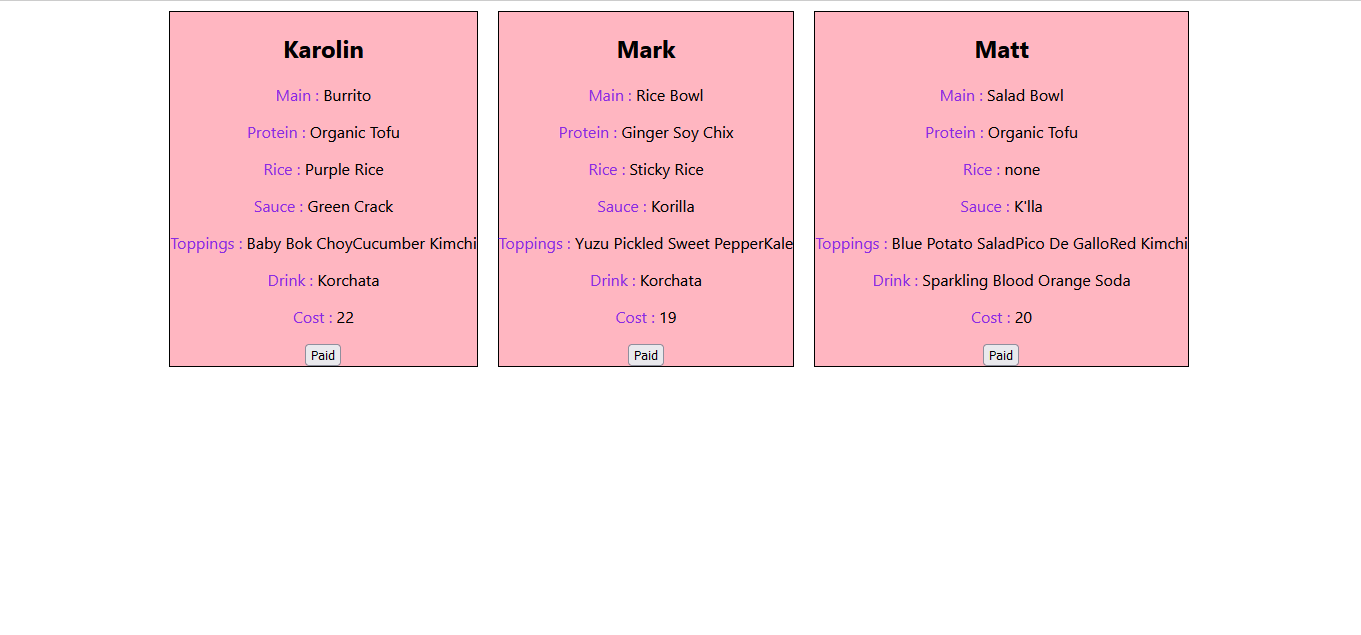 Karolin
Main : Burrito
Protein : Organic Tofu
Rice : Purple Rice
Sauce : Green Crack
Toppings : Baby Bok ChoyCucumber Kimchi
Drink : Korchata
Cost : 22
Paid
Mark
Main : Rice Bowl
Protein : Ginger Soy Chix
Rice : Sticky Rice
Sauce : Korilla
Toppings : Yuzu Pickled Sweet PepperKale
Drink : Korchata
Cost : 19
Paid
Matt
Main : Salad Bowl
Protein : Organic Tofu
Rice : none
Sauce : K'lla
Toppings : Blue Potato SaladPico De GalloRed Kimchi
Drink : Sparkling Blood Orange Soda
Cost : 20
Paid